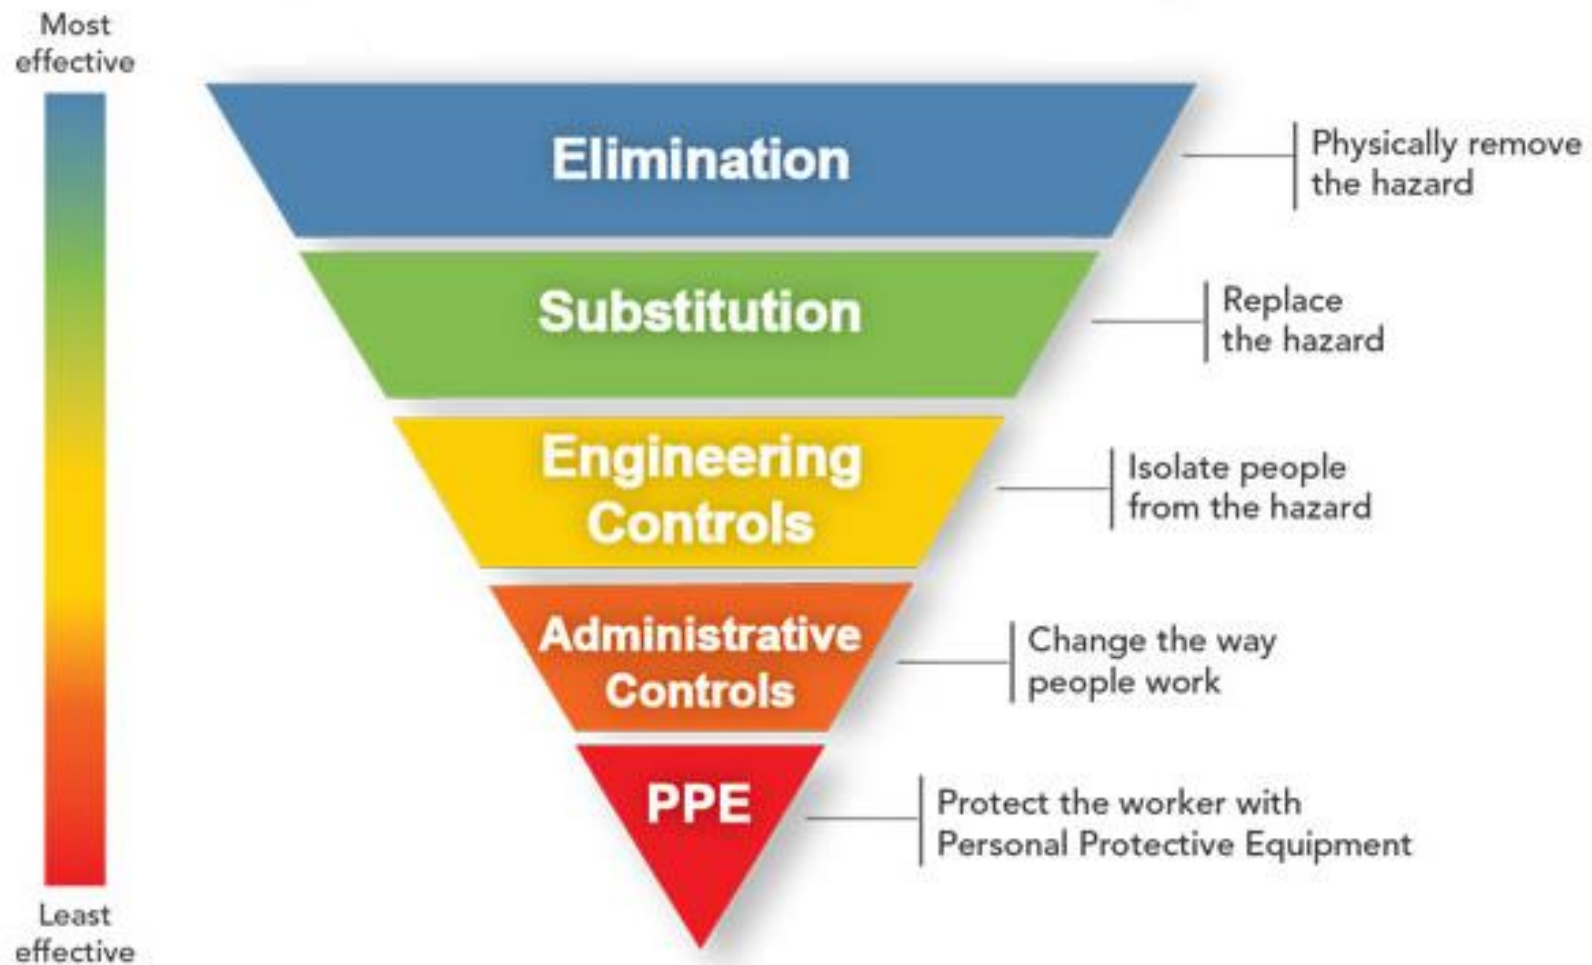 Most
effective
Elimination
Physically remove
the hazard
Substitution
Replace
the hazard
Engineering
Controls
Isolate people
from the hazard
Administrative
Controls
Change the way
people work
PPE
Protect the worker with
Personal Protective Equipment
Least
effective